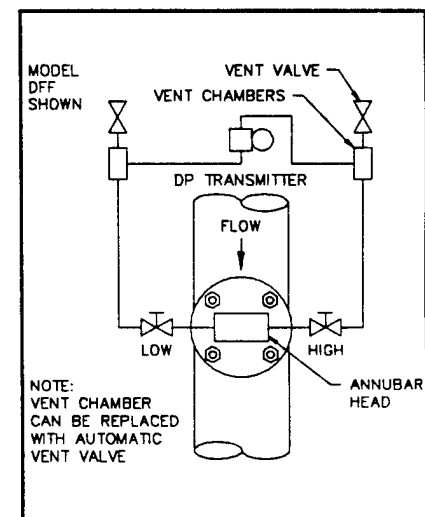 MODEL
DFF
SHOWN
VENT VALVE
VENT CHAMBERS
DP TRANSMITTER
FLOW
LOW
HIGH
NOTE:
VENT CHAMBER
CAN BE REPLACED
WITH AUTOMATIC
VENT VALVE
ANNUBAR
HEAD